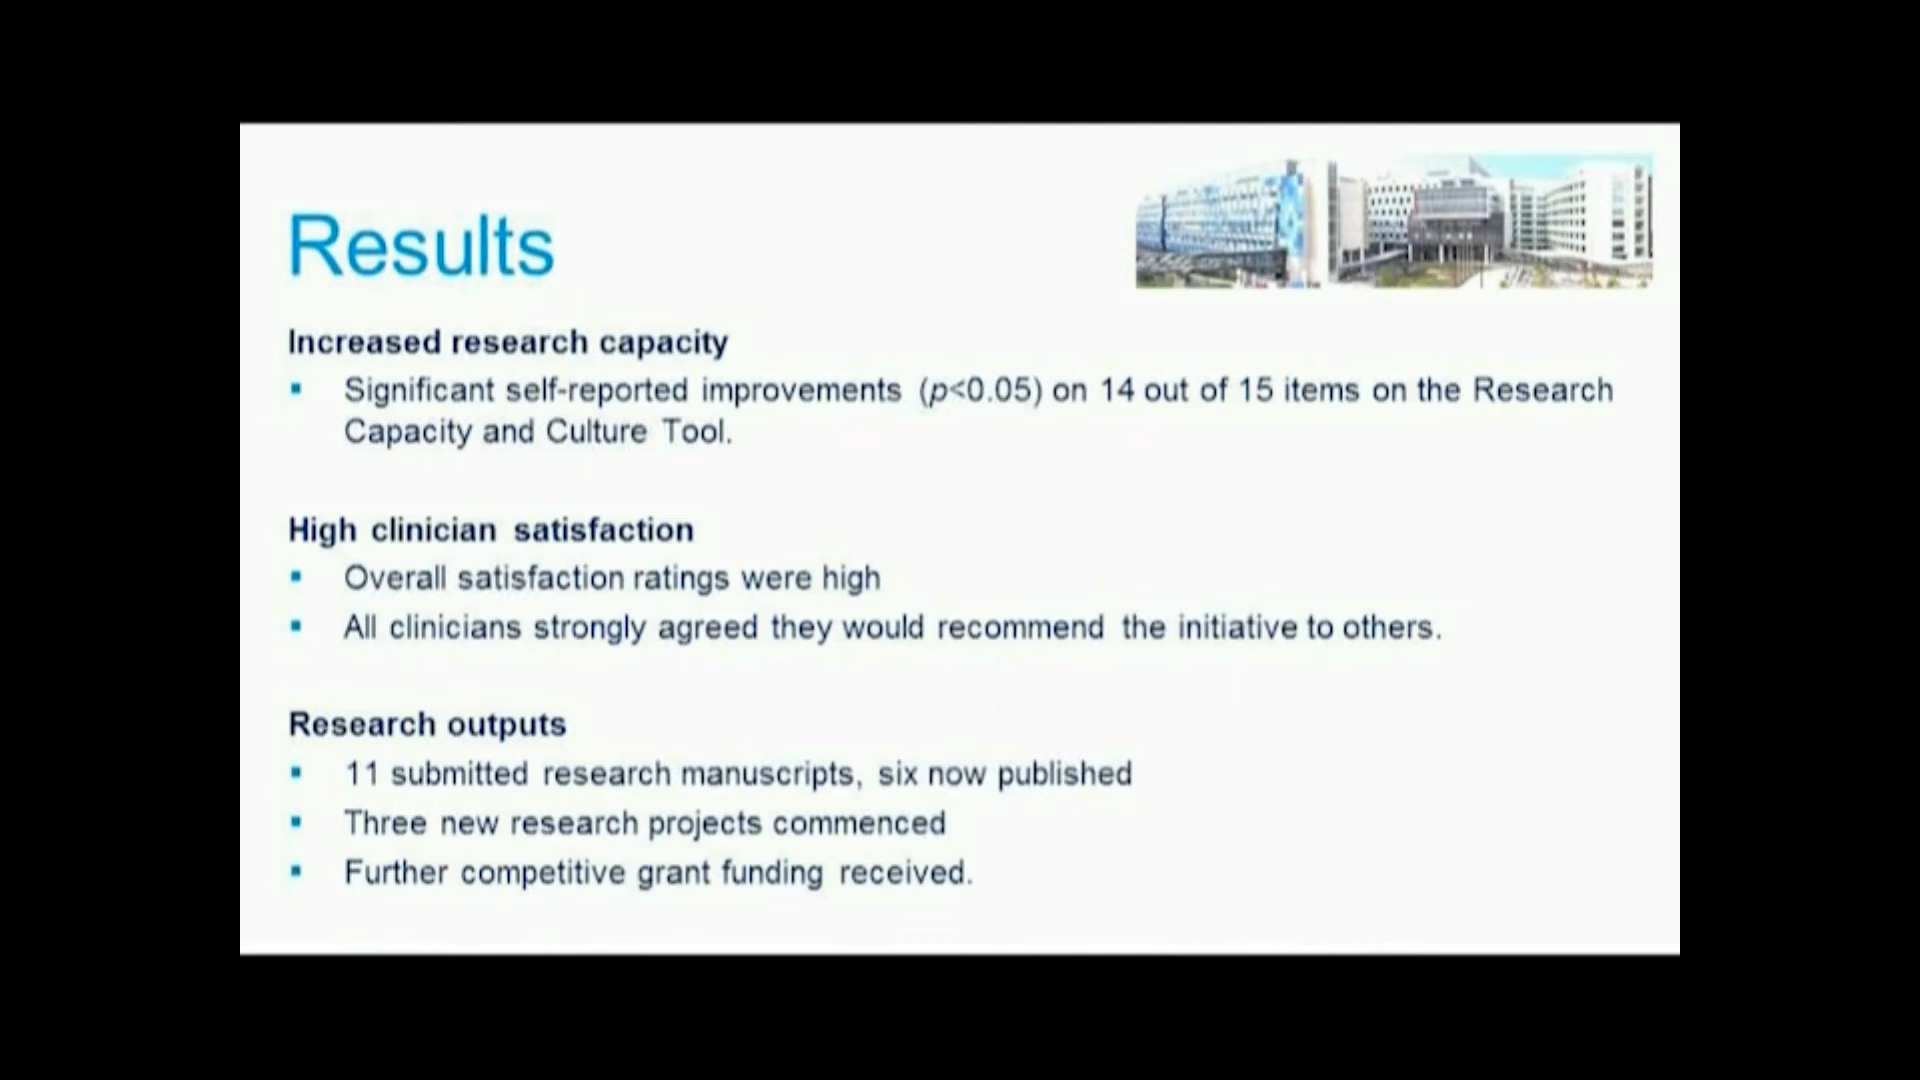 Results
Increased research capacity
▪ Significant self-reported improvements (p<0.05) on 14 out of 15 items on the Research
Capacity and Culture Tool.
High clinician satisfaction
▪ Overall satisfaction ratings were high
▪ All clinicians strongly agreed they would recommend the initiative to others.
Research outputs
▪ 11 submitted research manuscripts, six now published
▪ Three new research projects commenced
▪ Further competitive grant funding received.